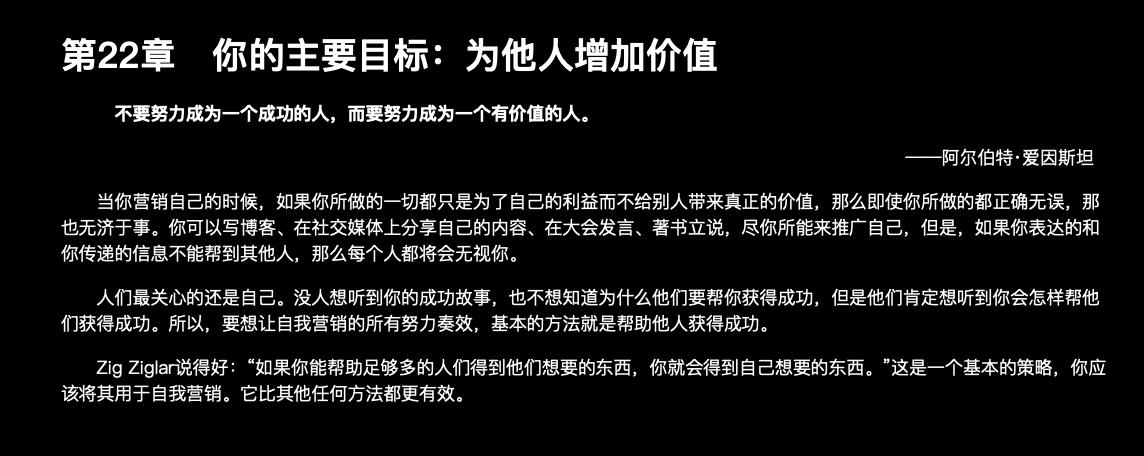 第22章　你的主要目标：为他人增加价值
不要努力成为一个成功的人，而要努力成为一个有价值的人。
——阿尔伯特·爱因斯坦
当你营销自己的时候，如果你所做的一切都只是为了自己的利益而不给别人带来真正的价值，那么即使你所做的都正确无误，那
也无济于事。你可以写博客、在社交媒体上分享自己的内容、在大会发言、著书立说，尽你所能来推广自己，但是，如果你表达的和
你传递的信息不能帮到其他人，那么每个人都将会无视你。
人们最关心的还是自己。没人想听到你的成功故事，也不想知道为什么他们要帮你获得成功，但是他们肯定想听到你会怎样帮他
们获得成功。所以，要想让自我营销的所有努力奏效，基本的方法就是帮助他人获得成功。
Zig Ziglar说得好：“如果你能帮助足够多的人们得到他们想要的东西，你就会得到自己想要的东西。”这是一个基本的策略，你应
该将其用于自我营销。它比其他任何方法都更有效。